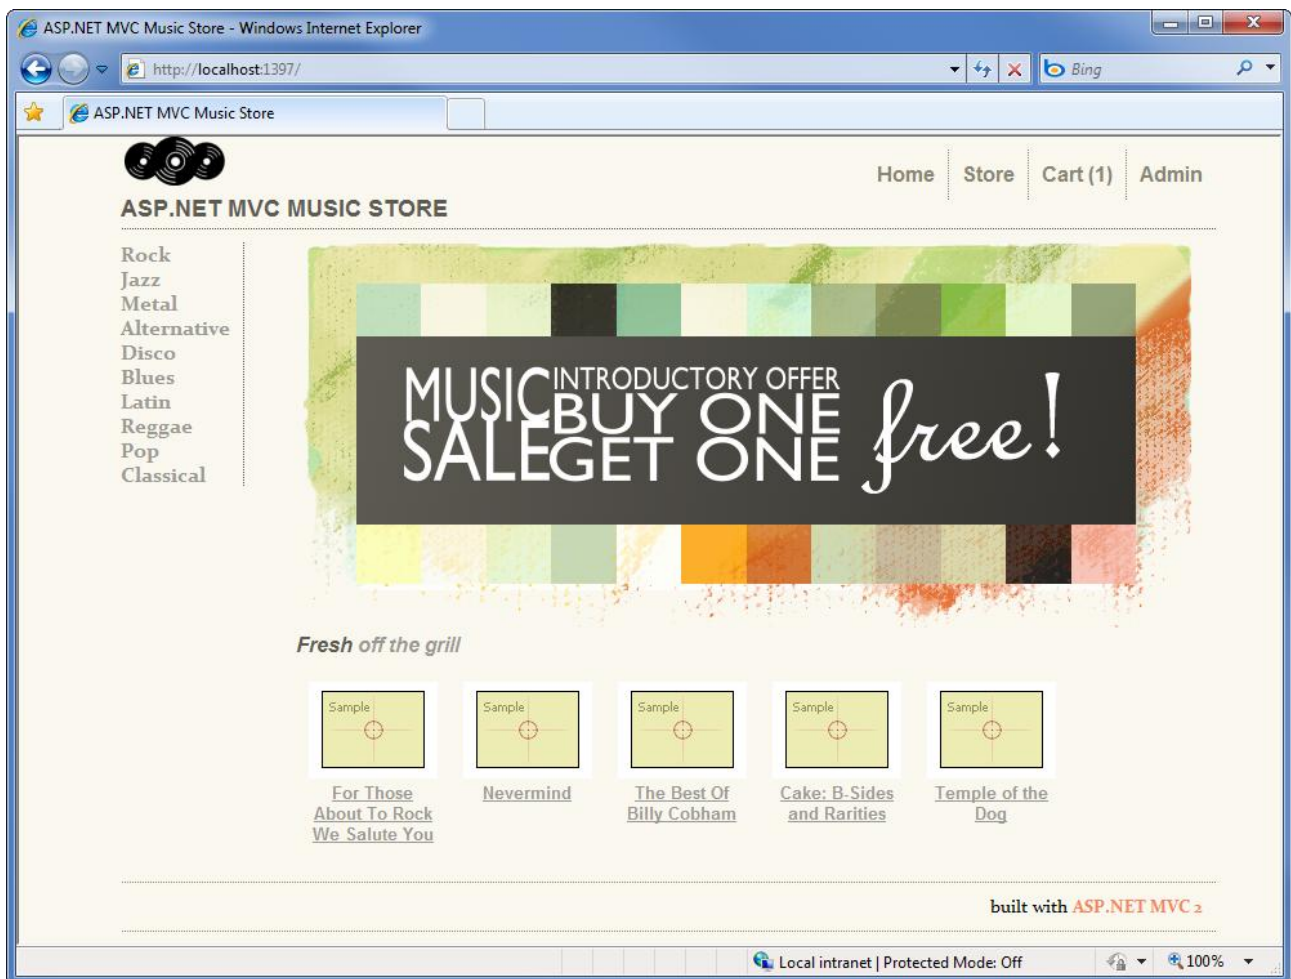 ASP.NET MVC Music Store - Windows Internet Explorer
http://localhost:1397/
Bing
ASP.NET MVC Music Store
Home Store Cart (1) Admin
ASP.NET MVC MUSIC STORE
Rock
Jazz
Metal
Alternative
Disco
Blues
Latin
Reggae
Pop
Classical
MUSIC
SALE
INTRODUCTORY OFFER
BUY ONE
GET ONE
free!
Fresh off the grill
Sample
Sample
Sample
Sample
Sample
For Those
About To Rock
We Salute You
Nevermind
The Best Of
Billy Cobham
Cake: B-Sides
and Rarities
Temple of the
Dog
built with ASP.NET MVC 2
Local intranet | Protected Mode: Off
100%